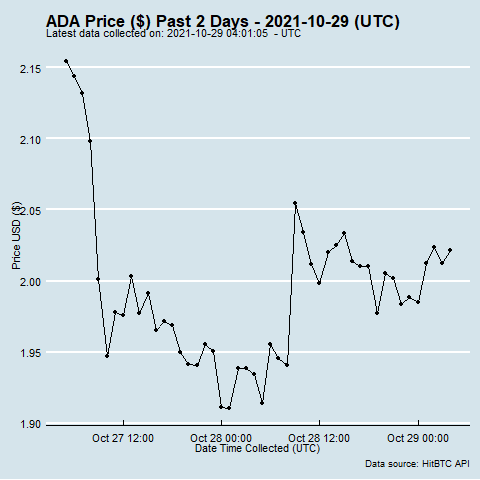 ADA Price ($) Past 2 Days - 2021-10-29 (UTC)
Latest data collected on: 2021-10-29 04:01:05 - UTC
2.15
2.10
2.05
2.00
1.95
1.90
Price USD ($)
Oct 27 12:00
Oct 28 00:00
Oct 28 12:00
Oct 29 00:00
Date Time Collected (UTC)
Data source: HitBTC API